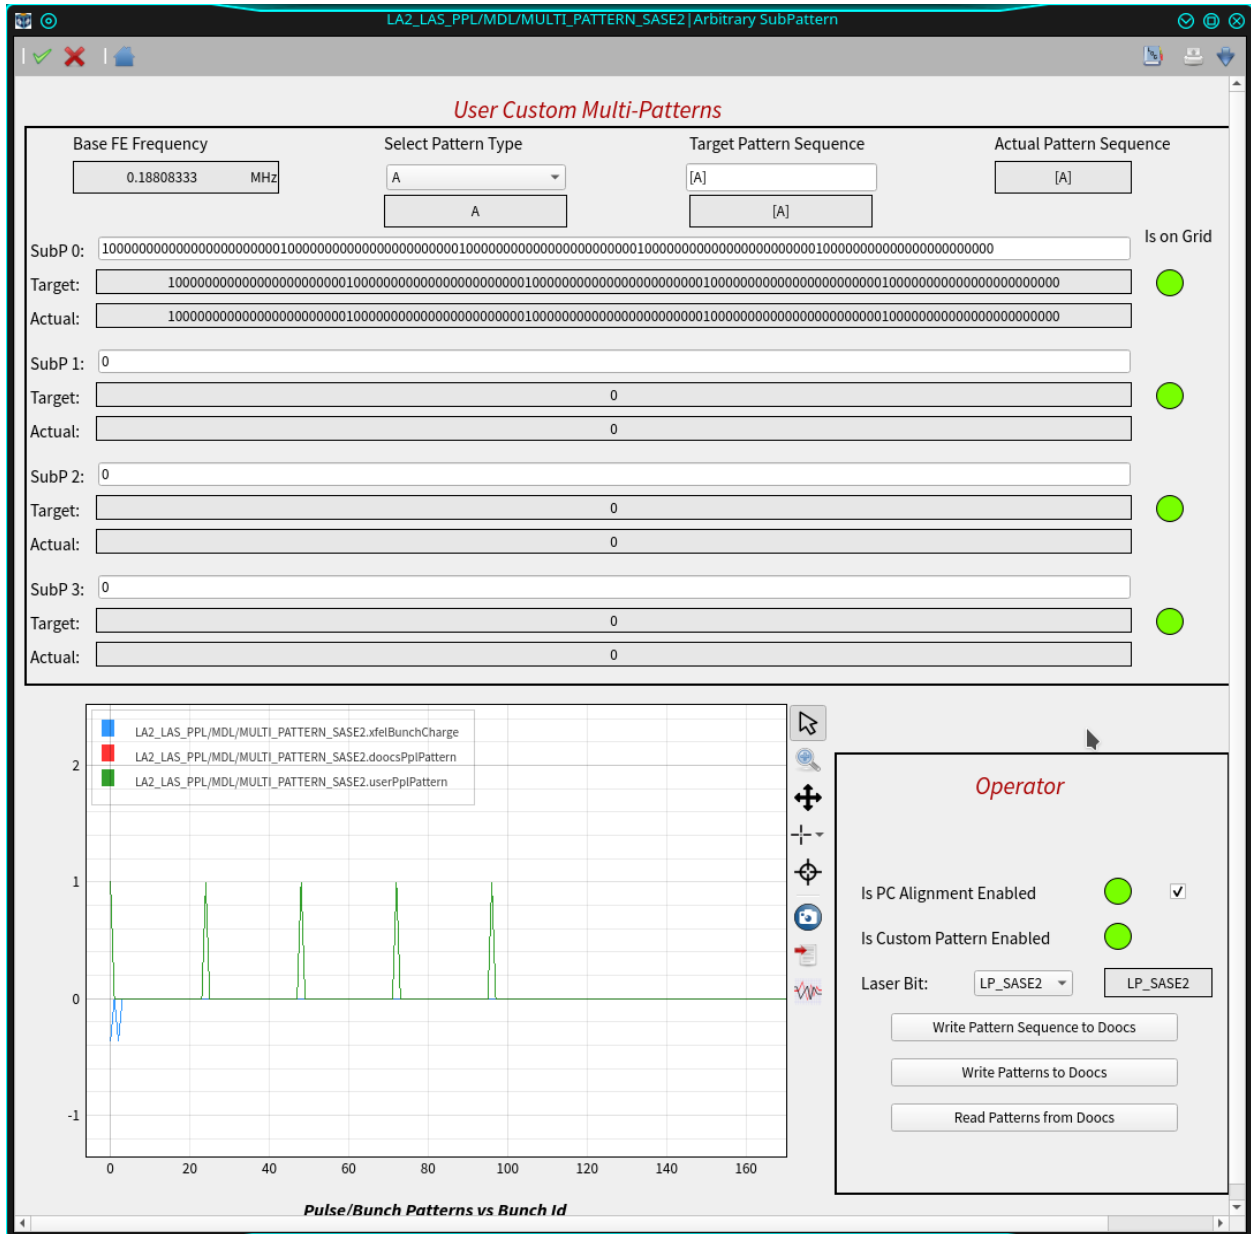 LA2_LAS_PPL/MDL/MULTI_PATTERN_SASE2|Arbitrary SubPattern
User Custom Multi-Patterns
Base FE Frequency
Select Pattern Type
Target Pattern Sequence
Actual Pattern Sequence
0.18808333 MHz
A
[A]
[A]
A
[A]
Is on Grid
SubP 0: 100000000000000000000000100000000000000000000000100000000000000000000000100000000000000000000000100000000000000000000000
Target: 100000000000000000000000100000000000000000000000100000000000000000000000100000000000000000000000100000000000000000000000
Actual: 100000000000000000000000100000000000000000000000100000000000000000000000100000000000000000000000100000000000000000000000
SubP 1: 0
Target: 0
Actual: 0
SubP 2: 0
Target: 0
Actual: 0
SubP 3: 0
Target: 0
Actual: 0
LA2_LAS_PPL/MDL/MULTI_PATTERN_SASE2.xfelBunchCharge
LA2_LAS_PPL/MDL/MULTI_PATTERN_SASE2.doocsPplPattern
LA2_LAS_PPL/MDL/MULTI_PATTERN_SASE2.userPplPattern
2
1
0
-1
0 20 40 60 80 100 120 140 160
Pulse/Bunch Patterns vs Bunch Id
Operator
Is PC Alignment Enabled
Is Custom Pattern Enabled
Laser Bit: LP_SASE2 LP_SASE2
Write Pattern Sequence to Doocs
Write Patterns to Doocs
Read Patterns from Doocs